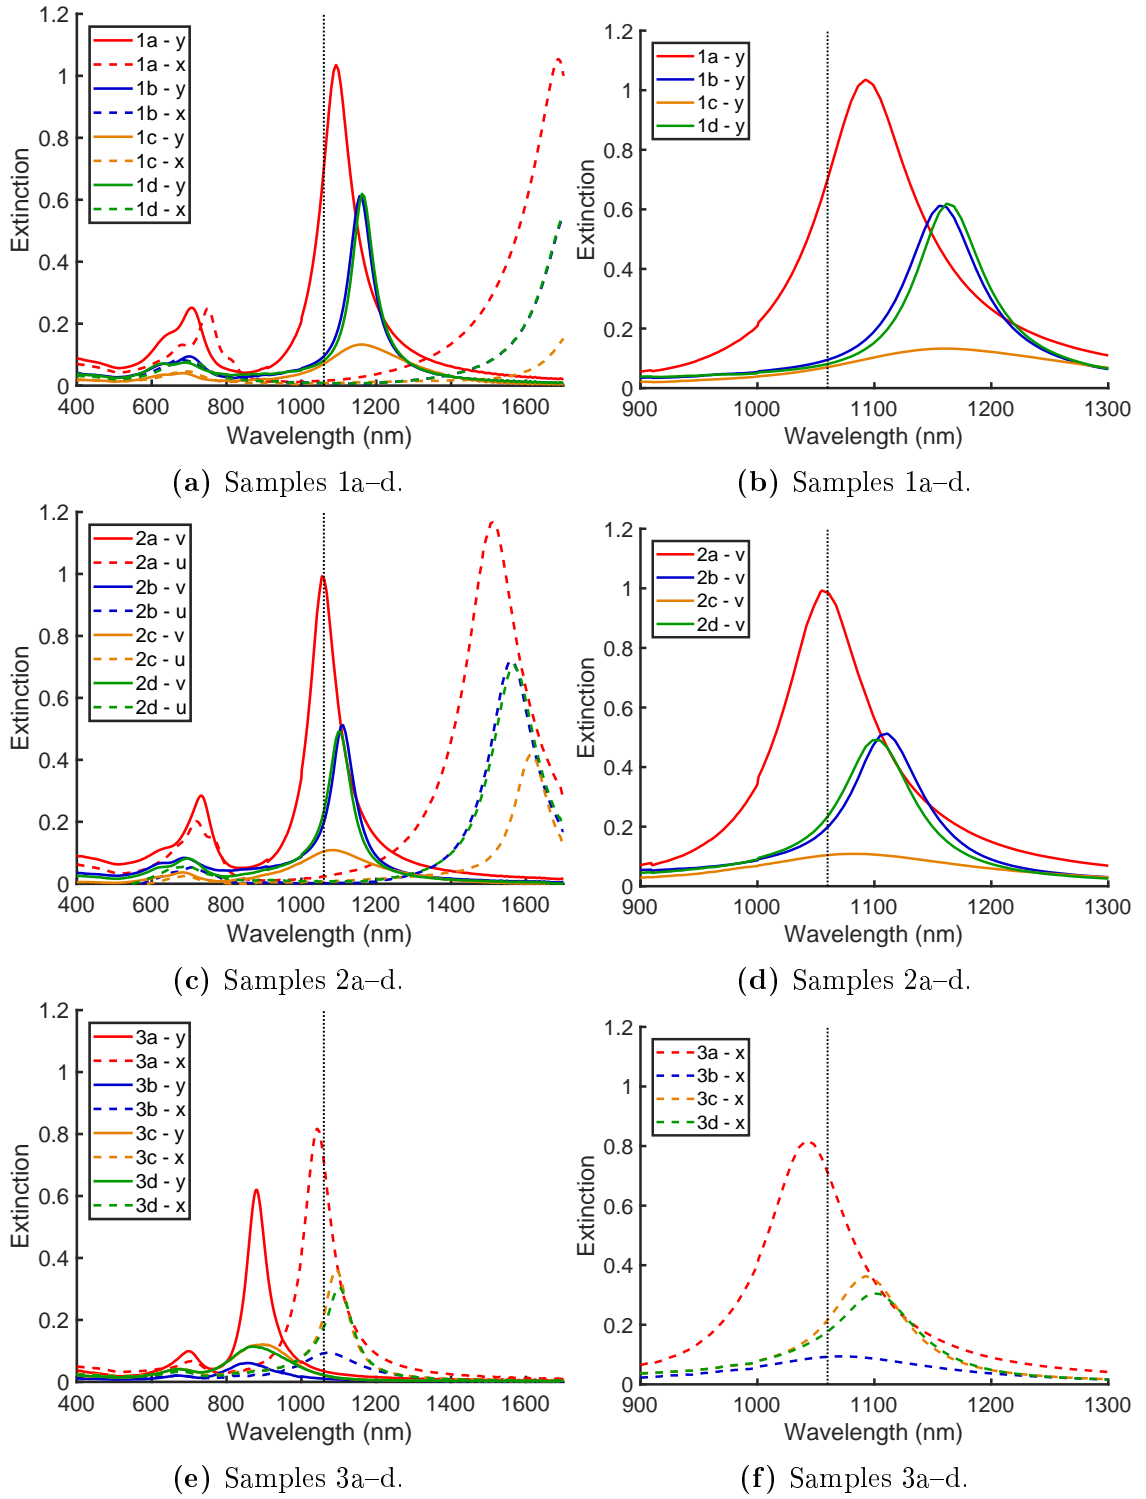 1.2
1
0.8
0.6
0.4
0.2
0
Extinction
1a - y
1a - x
1b - y
1b - x
1c - y
1c - x
1d - y
1d - x
400 600 800 1000 1200 1400 1600
Wavelength (nm)
(a) Samples 1a–d.
1.2
1
0.8
0.6
0.4
0.2
0
Extinction
1a - y
1b - y
1c - y
1d - y
900 1000 1100 1200 1300
Wavelength (nm)
(b) Samples 1a–d.
1.2
1
0.8
0.6
0.4
0.2
0
Extinction
2a - v
2a - u
2b - v
2b - u
2c - v
2c - u
2d - v
2d - u
400 600 800 1000 1200 1400 1600
Wavelength (nm)
(c) Samples 2a–d.
1.2
1
0.8
0.6
0.4
0.2
0
Extinction
2a - v
2b - v
2c - v
2d - v
900 1000 1100 1200 1300
Wavelength (nm)
(d) Samples 2a–d.
1.2
1
0.8
0.6
0.4
0.2
0
Extinction
3a - y
3a - x
3b - y
3b - x
3c - y
3c - x
3d - y
3d - x
400 600 800 1000 1200 1400 1600
Wavelength (nm)
(e) Samples 3a–d.
1.2
1
0.8
0.6
0.4
0.2
0
Extinction
3a - x
3b - x
3c - x
3d - x
900 1000 1100 1200 1300
Wavelength (nm)
(f) Samples 3a–d.